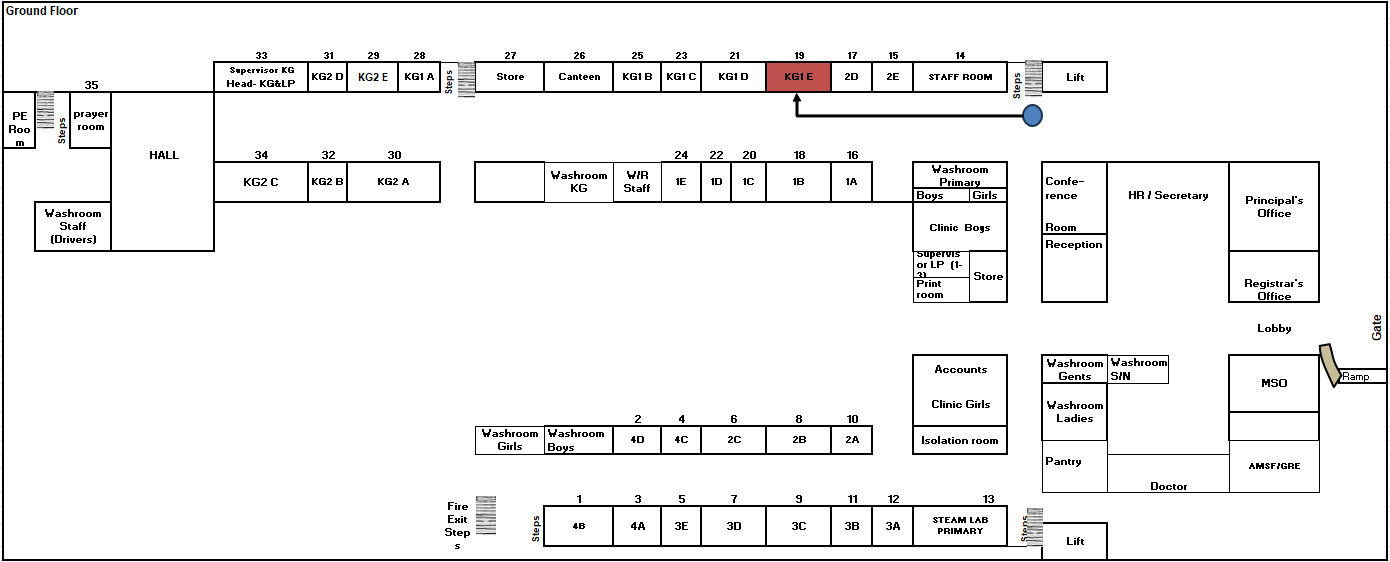 Ground Floor
33 31 29 28 27 26 25 23 21 19 17 15 14
Supervisor KG
Head- KG&LP
KG2 D KG2 E KG1 A Steps Store Canteen KG1 B KG1 C KG1 D KG1 E 2D 2E STAFF ROOM Steps Lift
35
PE
Roo
m
Steps
prayer
room
HALL
34 32 30 24 22 20 18 16
KG2 C KG2 B KG2 A
Washroom
KG
W/R
Staff
1E 1D 1C 1B 1A
Washroom
Primary
Boys Girls
Clinic Boys
Supervis
or LP (1-
3)
Print
room
Store
Confe-
rence
Room
Reception
HR / Secretary
Principal's
Office
Registrar's
Office
Washroom
Staff
(Drivers)
Lobby
Gate
Ramp
Accounts
Clinic Girls
Isolation room
Washroom
Gents
Washroom
S/N
MSO
Washroom
Ladies
Pantry
Doctor
AMSF/GRE
2 4 6 8 10
Washroom
Girls
Washroom
Boys
4D 4C 2C 2B 2A
Fire
Exit
Step
s
Steps
1 3 5 7 9 11 12 13
4B 4A 3E 3D 3C 3B 3A
STEAM LAB
PRIMARY
Steps
Lift